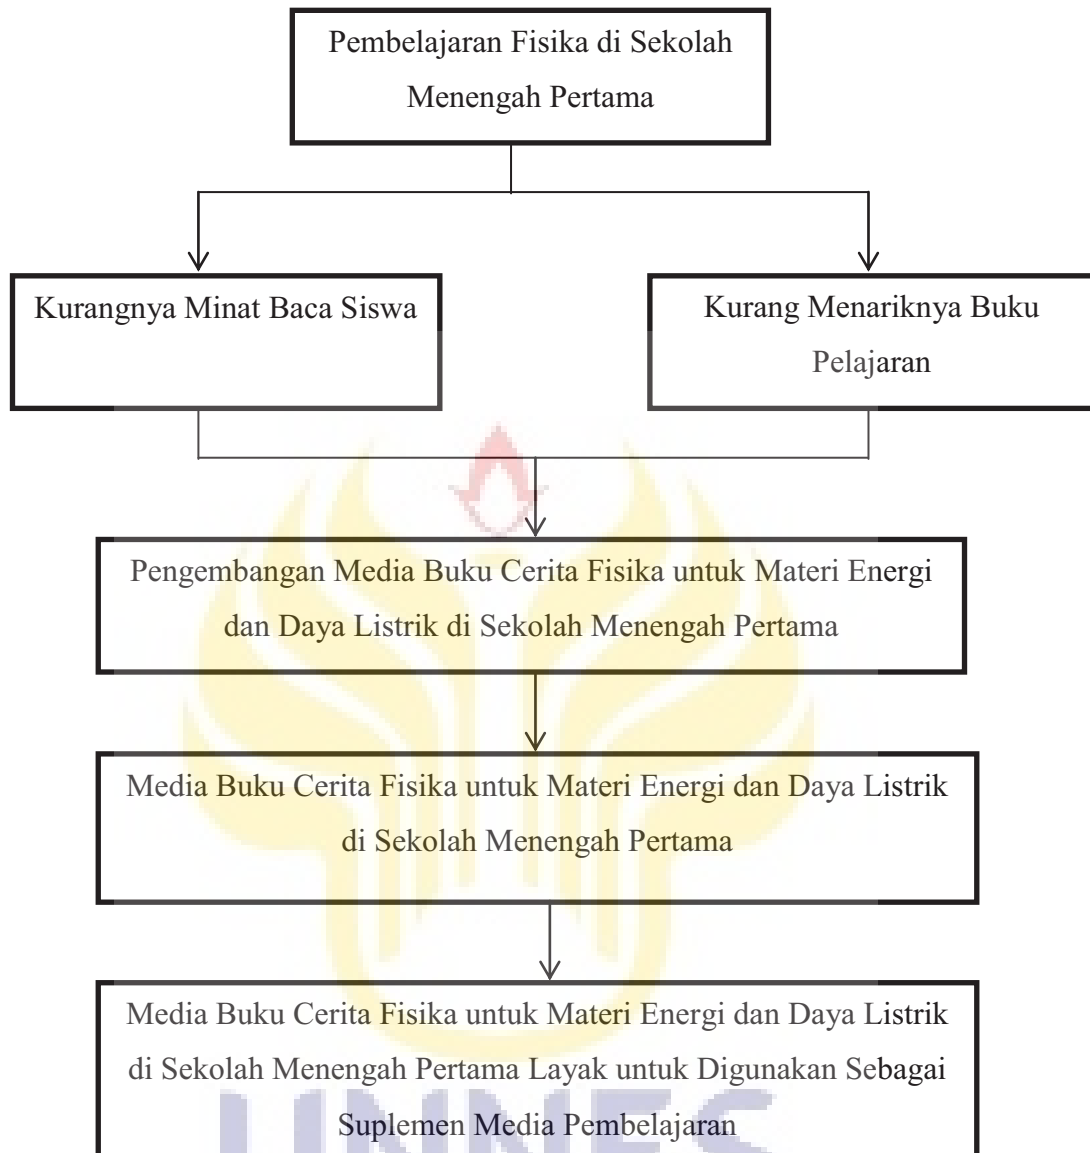 Pembelajaran Fisika di Sekolah
Menengah Pertama
Kurangnya Minat Baca Siswa
Kurang Menariknya Buku
Pelajaran
Pengembangan Media Buku Cerita Fisika untuk Materi Energi
dan Daya Listrik di Sekolah Menengah Pertama
Media Buku Cerita Fisika untuk Materi Energi dan Daya Listrik
di Sekolah Menengah Pertama
Media Buku Cerita Fisika untuk Materi Energi dan Daya Listrik
di Sekolah Menengah Pertama Layak untuk Digunakan Sebagai
Suplemen Media Pembelajaran
UNNES